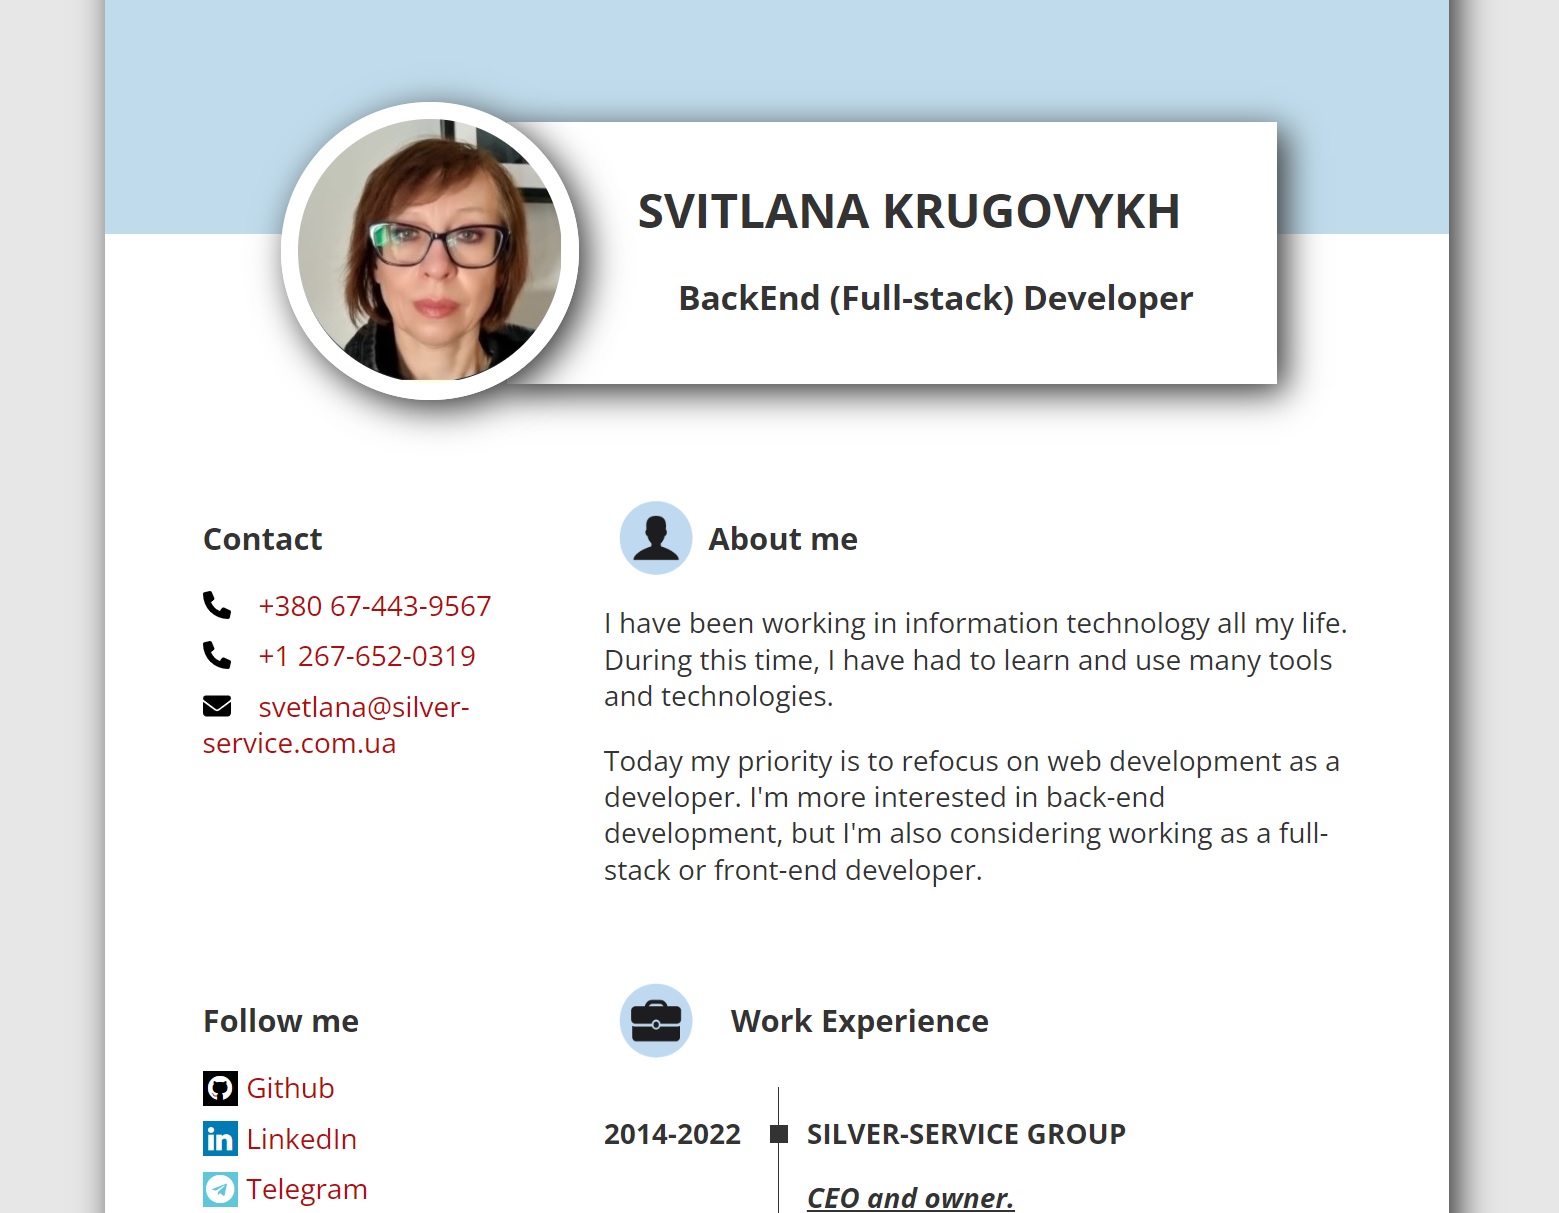 SVITLANA KRUGOVYKH
BackEnd (Full-stack) Developer
Contact
+380 67-443-9567
+1 267-652-0319
svetlana@silver-
service.com.ua
About me
I have been working in information technology all my life.
During this time, I have had to learn and use many tools
and technologies.
Today my priority is to refocus on web development as a
developer. I'm more interested in back-end
development, but I'm also considering working as a full-
stack or front-end developer.
Follow me
Github
LinkedIn
Telegram
Work Experience
2014-2022 SILVER-SERVICE GROUP
CEO and owner.